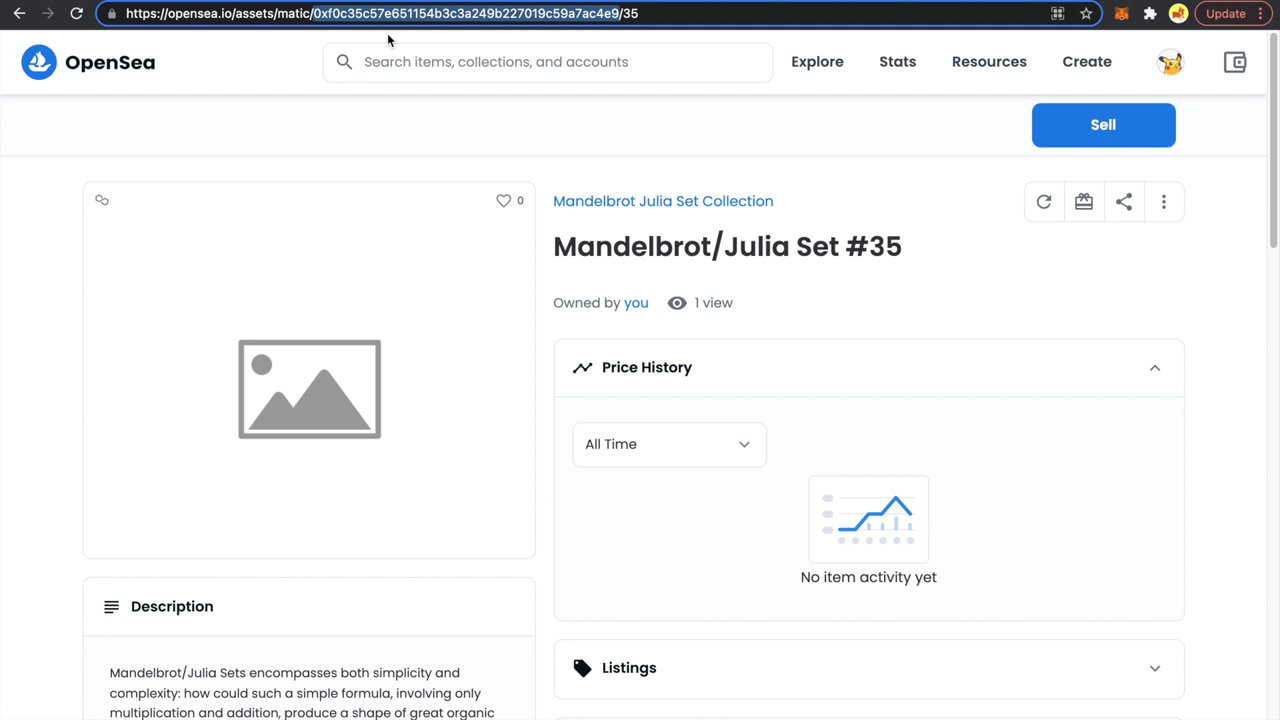 https://opensea.io/assets/matic/0xf0c35c57e651154b3c3a249b227019c59a7ac4e9/35
Update
OpenSea
Search items, collections, and accounts
Explore
Stats
Resources
Create
Sell
0
Mandelbrot Julia Set Collection
Mandelbrot/Julia Set #35
Owned by you
1 view
Price History
All Time
No item activity yet
Description
Mandelbrot/Julia Sets encompasses both simplicity and
complexity: how could such a simple formula, involving only
multiplication and addition, produce a shape of great organic
Listings